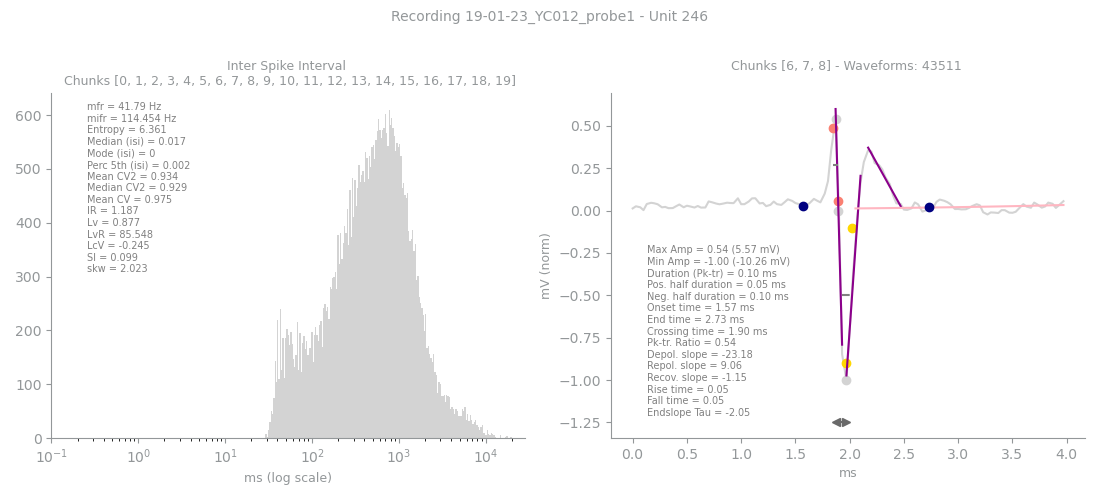 Recording 19-01-23_YC012_probe1 - Unit 246
Inter Spike Interval
Chunks [0, 1, 2, 3, 4, 5, 6, 7, 8, 9, 10, 11, 12, 13, 14, 15, 16, 17, 18, 19]
600
500
400
300
200
100
0
mfr = 41.79 Hz
mifr = 114.454 Hz
Entropy = 6.361
Median (isi) = 0.017
Mode (isi) = 0
Perc 5th (isi) = 0.002
Mean CV2 = 0.934
Median CV2 = 0.929
Mean CV = 0.975
IR = 1.187
Lv = 0.877
LvR = 85.548
LcV = -0.245
SI = 0.099
skw = 2.023
10⁻¹ 10⁰ 10¹ 10² 10³ 10⁴
ms (log scale)
Chunks [6, 7, 8] - Waveforms: 43511
mV (norm)
0.50
0.25
0.00
−0.25
−0.50
−0.75
−1.00
−1.25
Max Amp = 0.54 (5.57 mV)
Min Amp = -1.00 (-10.26 mV)
Duration (Pk-tr) = 0.10 ms
Pos. half duration = 0.05 ms
Neg. half duration = 0.10 ms
Onset time = 1.57 ms
End time = 2.73 ms
Crossing time = 1.90 ms
Pk-tr. Ratio = 0.54
Depol. slope = -23.18
Repol. slope = 9.06
Recov. slope = -1.15
Rise time = 0.05
Fall time = 0.05
Endslope Tau = -2.05
0.0 0.5 1.0 1.5 2.0 2.5 3.0 3.5 4.0
ms